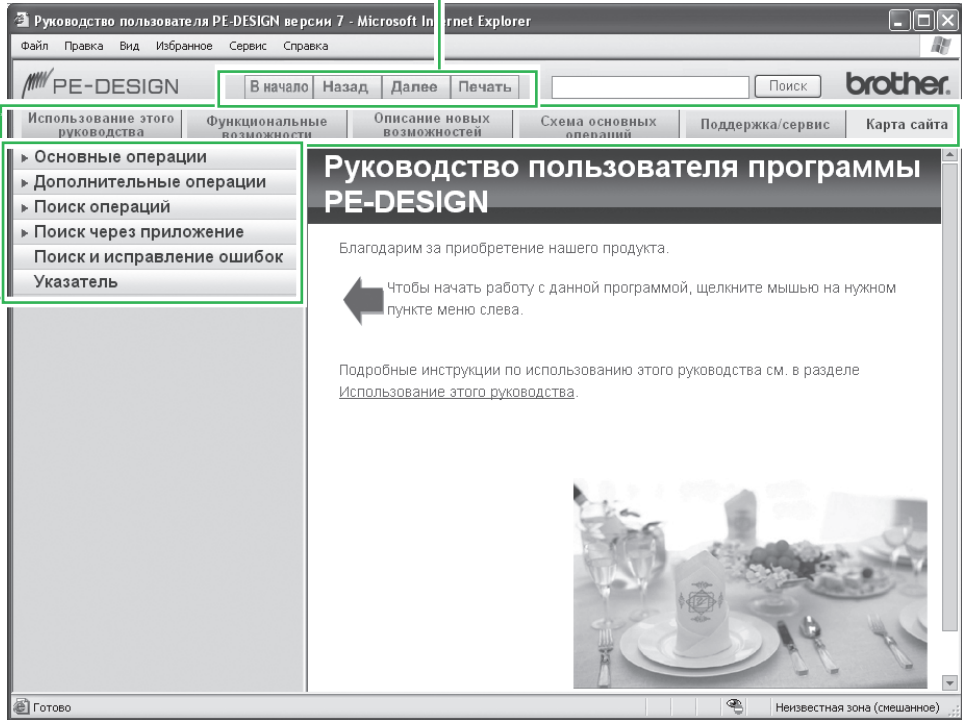 Руководство пользователя PE-DESIGN версии 7 - Microsoft Internet Explorer
Файл Правка Вид Избранное Сервис Справка
PE-DESIGN
В начало Назад Далее Печать
Поиск
brother.
Использование этого
руководства
Функциональные
возможности
Описание новых
возможностей
Схема основных
операций
Поддержка/сервис
Карта сайта
Основные операции
Дополнительные операции
Поиск операций
Поиск через приложение
Поиск и исправление ошибок
Указатель
Руководство пользователя программы
PE-DESIGN
Благодарим за приобретение нашего продукта.
Чтобы начать работу с данной программой, щелкните мышью на нужном
пункте меню слева.
Подробные инструкции по использованию этого руководства см. в разделе
Использование этого руководства.
Готово
Неизвестная зона (смешанное)